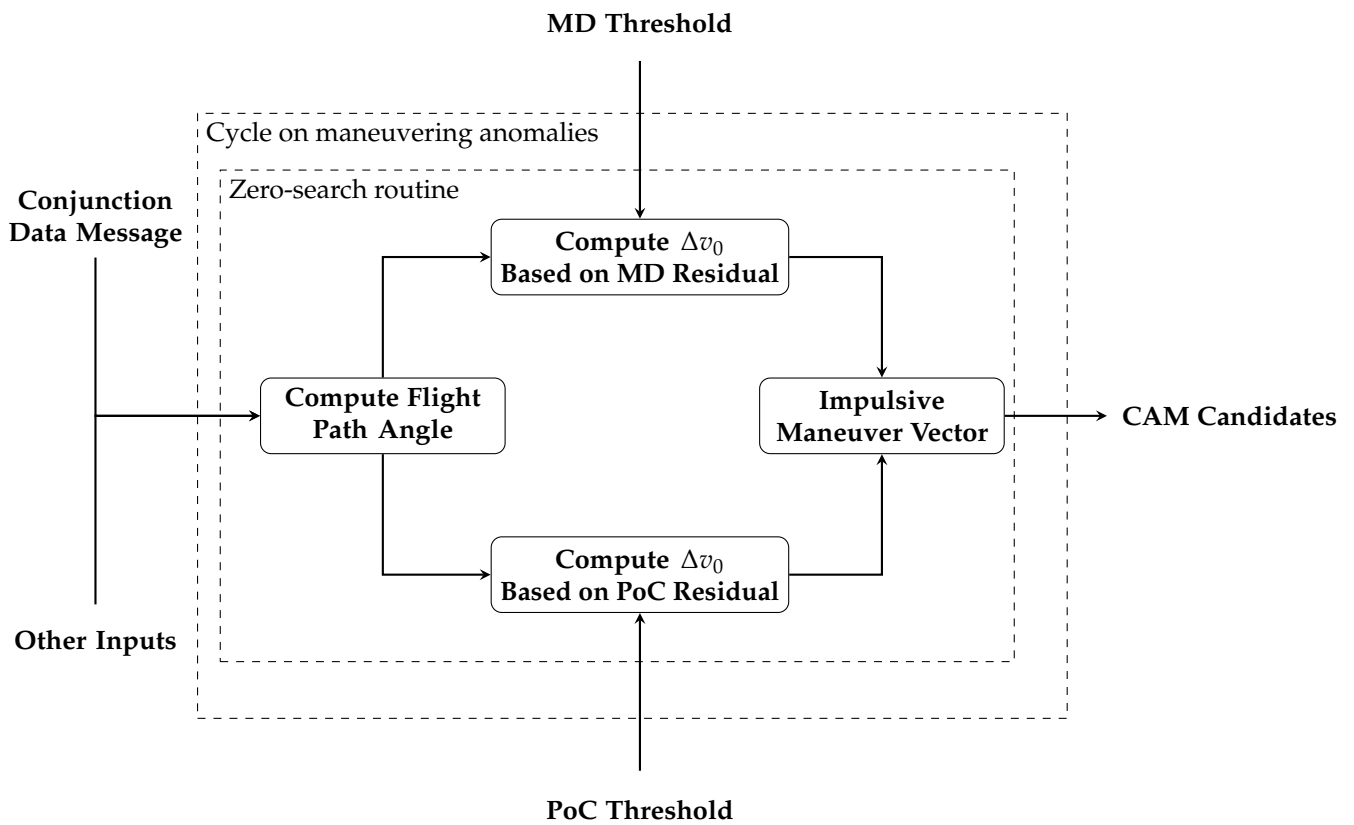 MD Threshold
Cycle on maneuvering anomalies
Zero-search routine
Conjunction
Data Message
Compute Δv₀
Based on MD Residual
Compute Flight
Path Angle
Impulsive
Maneuver Vector
CAM Candidates
Compute Δv₀
Based on PoC Residual
Other Inputs
PoC Threshold